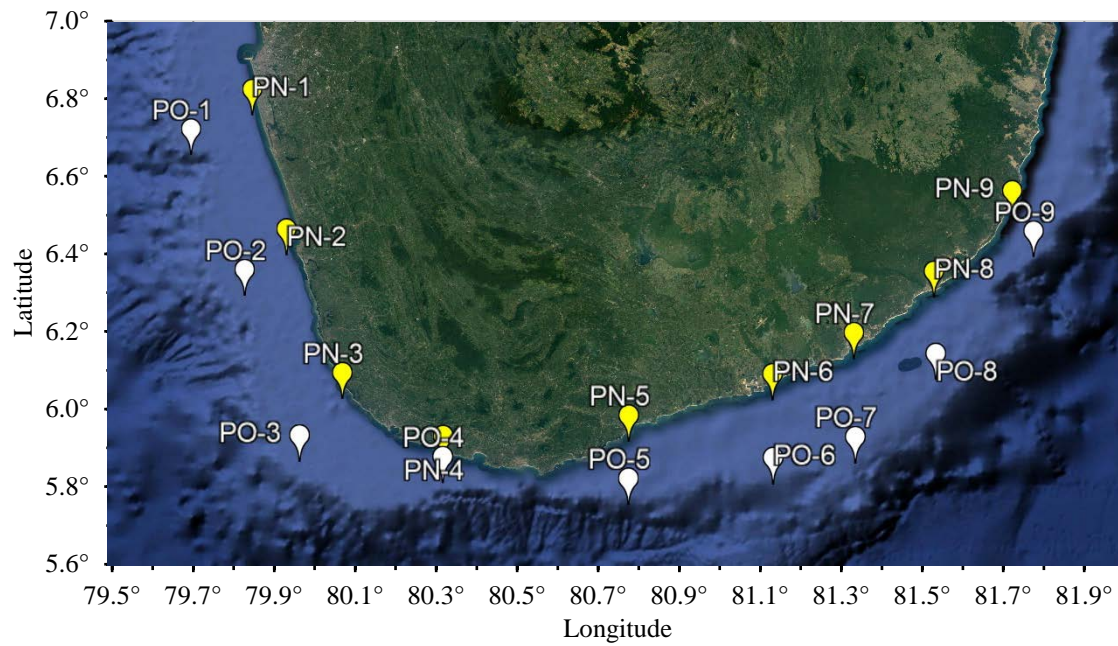 7.0°
6.8°
6.6°
6.4°
6.2°
6.0°
5.8°
5.6°
Latitude
PN-1
PO-1
PN-9
PO-9
PN-2
PO-2
PN-8
PN-7
PN-3
PO-8
PN-6
PN-5
PO-3
PO-4
PO-7
PN-4
PO-5
PO-6
79.5°
79.7°
79.9°
80.1°
80.3°
80.5°
80.7°
80.9°
81.1°
81.3°
81.5°
81.7°
81.9°
Longitude